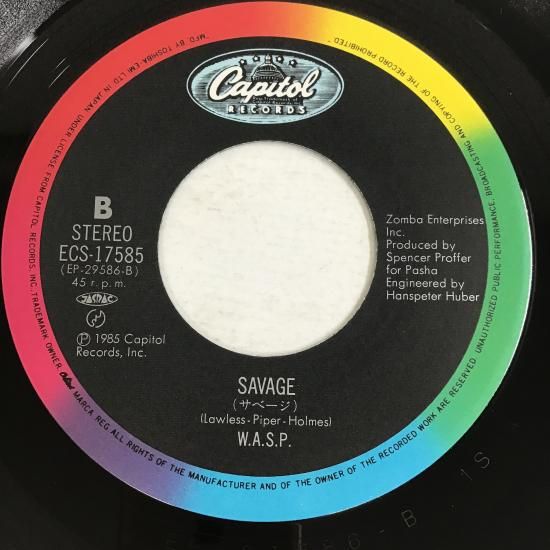 Capitol
RECORDS
B
STEREO
ECS-17585
(EP-29586-B)
45 r.p.m.
JASRAC
Ⓟ 1985 Capitol
Records, Inc.
Zomba Enterprises
Inc.
Produced by
Spencer Proffer
for Pasha
Engineered by
Hanspeter Huber
SAVAGE
(サベージ)
(Lawless-Piper-Holmes)
W.A.S.P.
"MFD. BY TOSHIBA-EMI LTD IN JAPAN UNDER LICENSE FROM CAPITOL RECORDS, INC., TRADEMARK OWNER MARCA REG. ALL RIGHTS OF THE MANUFACTURER AND OF THE OWNER OF THE RECORDED WORK ARE RESERVED. UNAUTHORIZED PUBLIC PERFORMANCE, BROADCASTING AND COPYING OF THE RECORD PROHIBITED"
6-B 1S